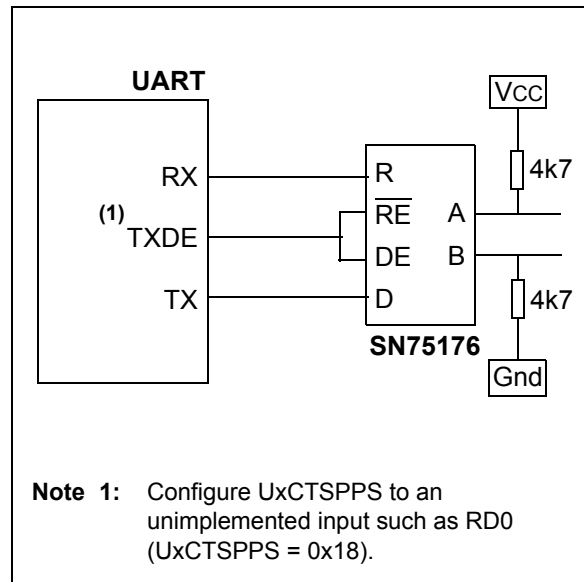 UART
VCC
RX
R
4k7
(1)
TXDE
RE
A
DE
B
TX
D
4k7
SN75176
Gnd
Note 1: Configure UxCTSPPS to an
unimplemented input such as RD0
(UxCTSPPS = 0x18).